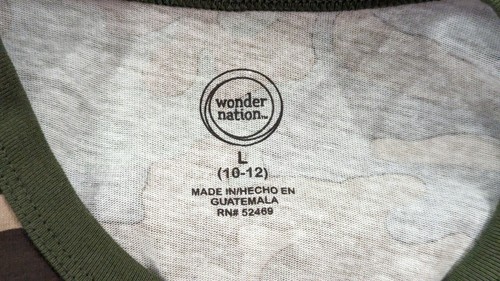 wonder
nation™
L
(10-12)
MADE IN/HECHO EN
GUATEMALA
RN# 52469